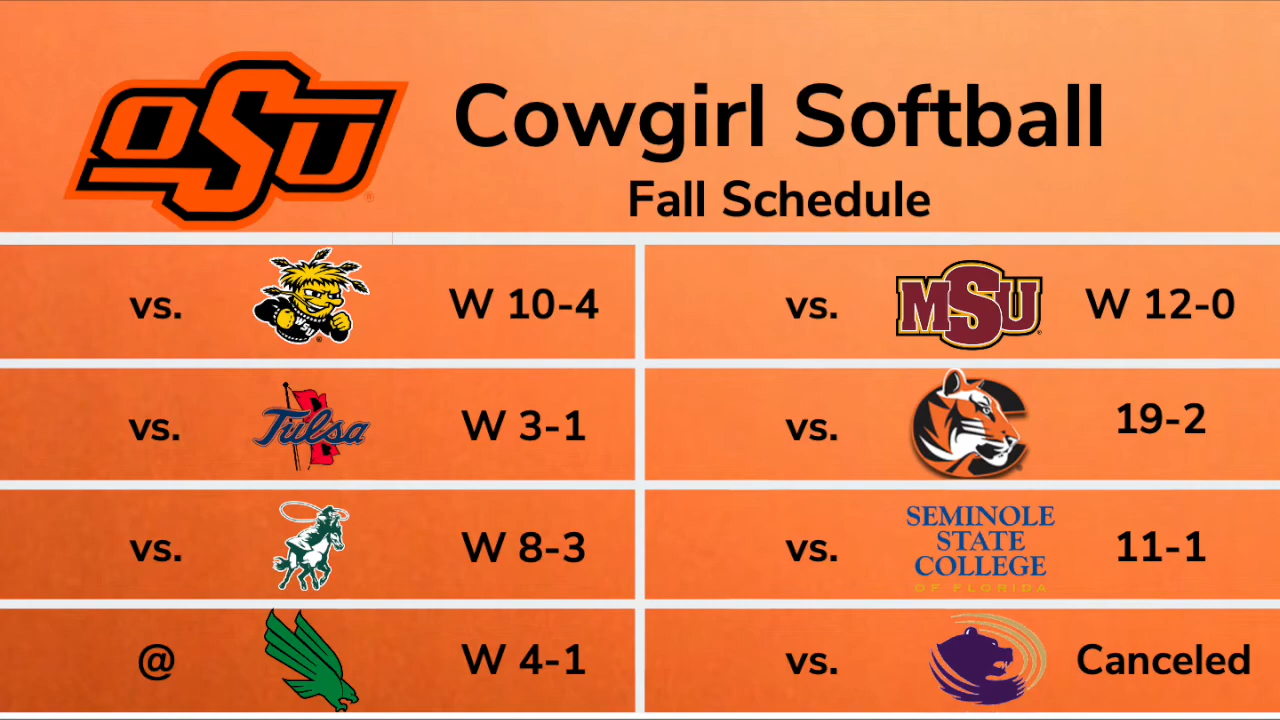 OSU
Cowgirl Softball
Fall Schedule
vs. WSU W 10-4
vs. MSU W 12-0
vs. Tulsa W 3-1
vs. C 19-2
vs. W 8-3
vs. SEMINOLE
STATE
COLLEGE
OF FLORIDA
11-1
@ W 4-1
vs. Canceled